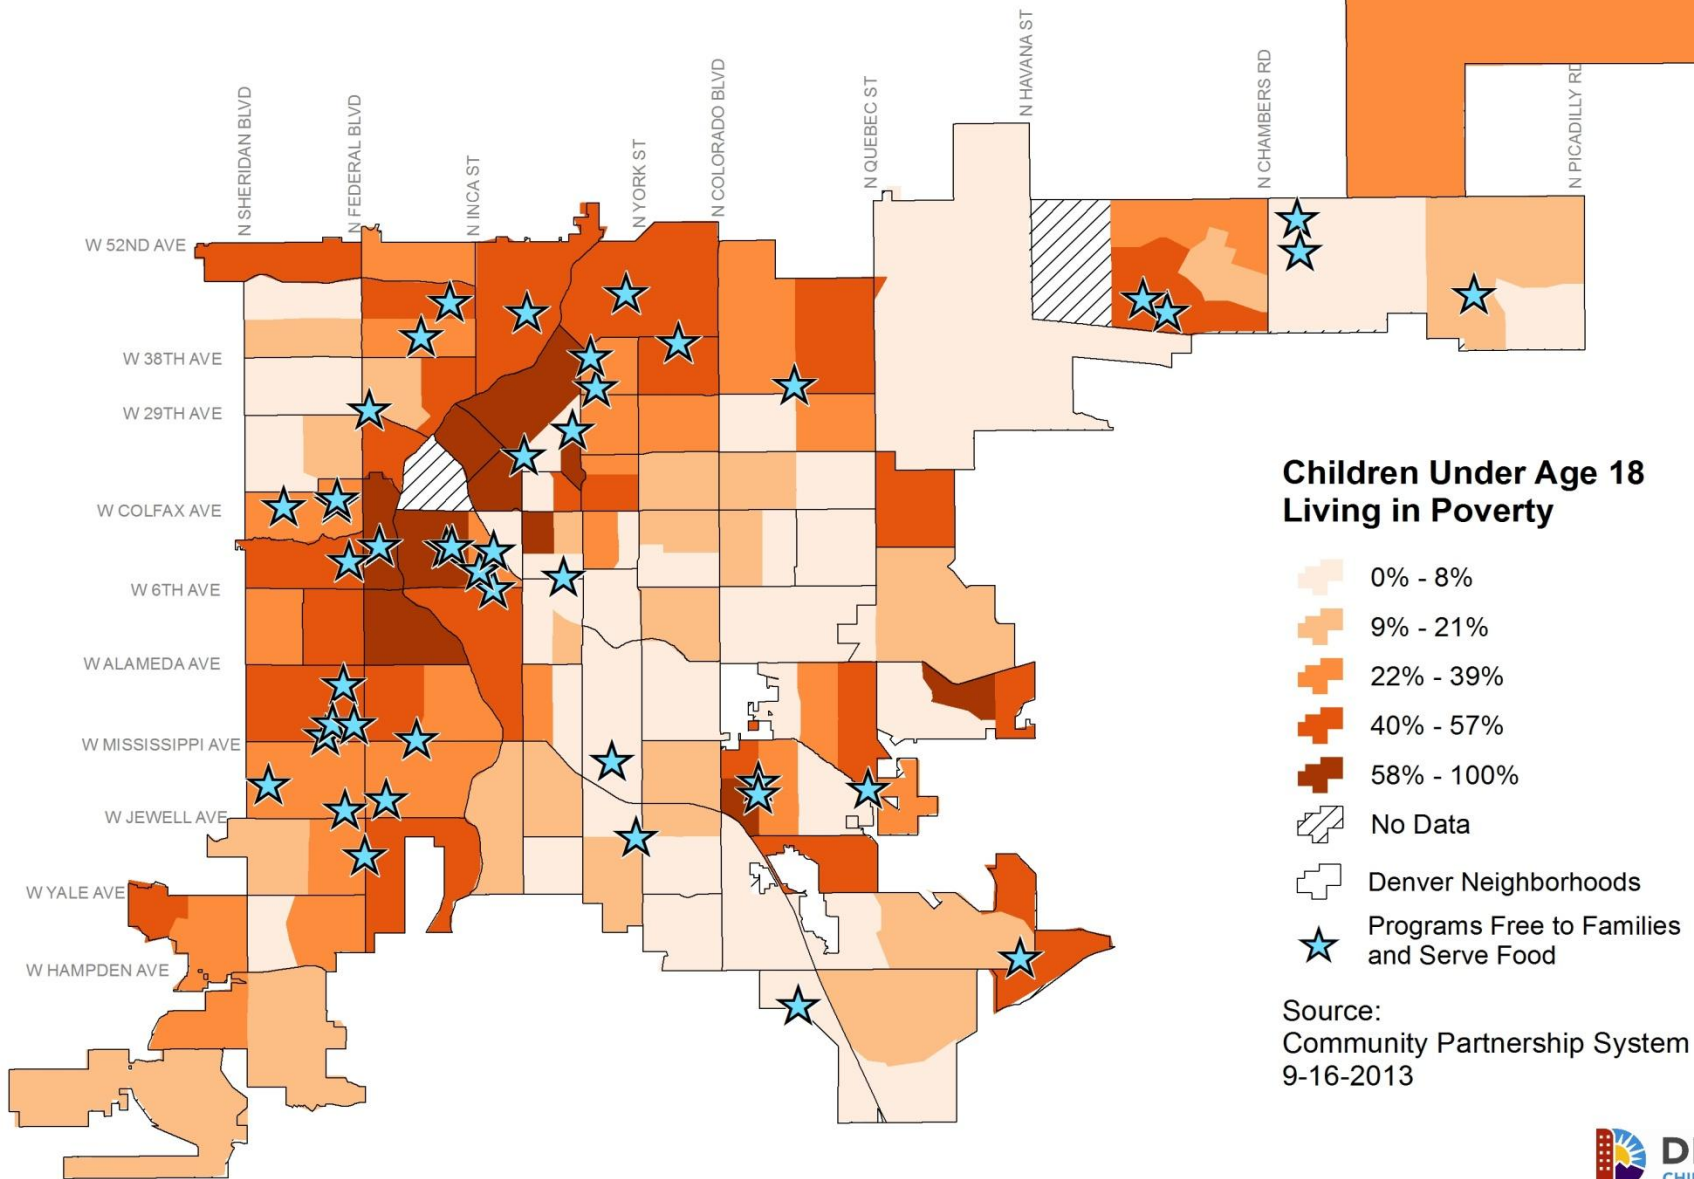 N SHERIDAN BLVD
N FEDERAL BLVD
N INCA ST
N YORK ST
N COLORADO BLVD
N QUEBEC ST
N HAVANA ST
N CHAMBERS RD
N PICADILLY RD
W 52ND AVE
W 38TH AVE
W 29TH AVE
W COLFAX AVE
W 6TH AVE
W ALAMEDA AVE
W MISSISSIPPI AVE
W JEWELL AVE
W YALE AVE
W HAMPDEN AVE
Children Under Age 18
Living in Poverty
0% - 8%
9% - 21%
22% - 39%
40% - 57%
58% - 100%
No Data
Denver Neighborhoods
Programs Free to Families
and Serve Food
Source:
Community Partnership System
9-16-2013